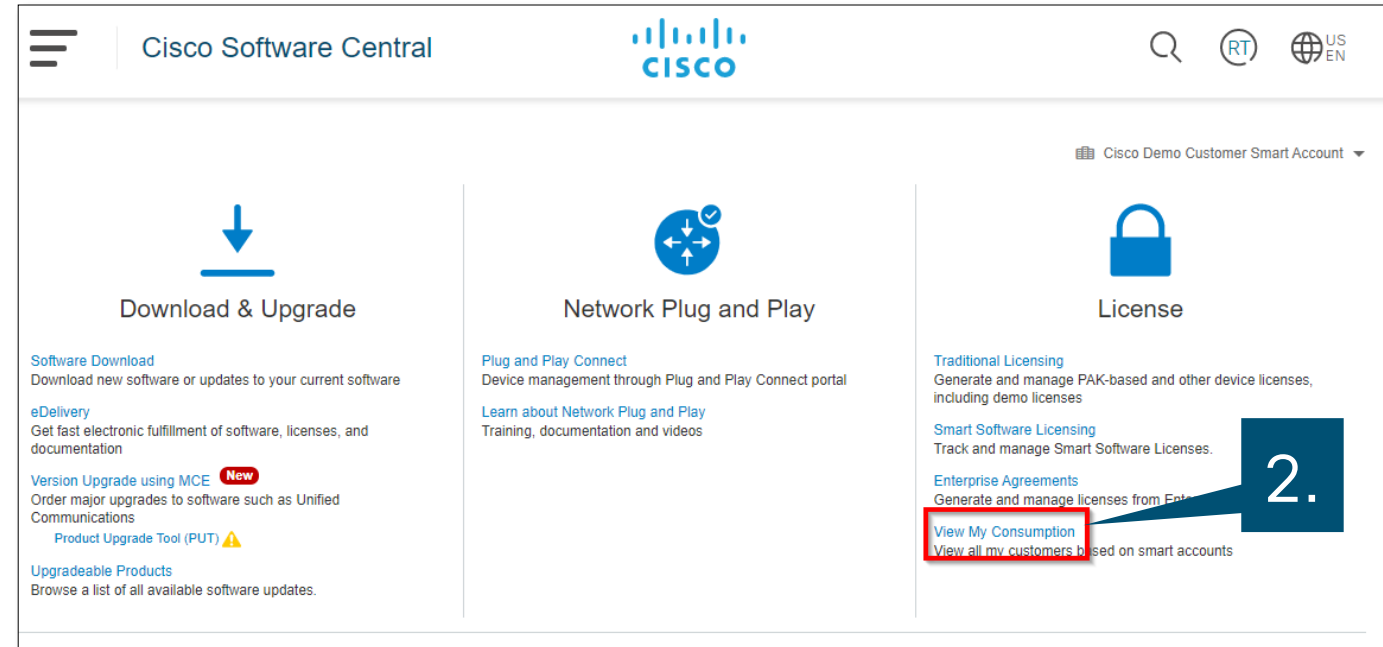 Cisco Software Central
CISCO
RT
US
EN
Cisco Demo Customer Smart Account
Download & Upgrade
Software Download
Download new software or updates to your current software
eDelivery
Get fast electronic fulfillment of software, licenses, and
documentation
Version Upgrade using MCE New
Order major upgrades to software such as Unified
Communications
Product Upgrade Tool (PUT)
Upgradeable Products
Browse a list of all available software updates.
Network Plug and Play
Plug and Play Connect
Device management through Plug and Play Connect portal
Learn about Network Plug and Play
Training, documentation and videos
License
Traditional Licensing
Generate and manage PAK-based and other device licenses,
including demo licenses
Smart Software Licensing
Track and manage Smart Software Licenses.
Enterprise Agreements
Generate and manage licenses from
View My Consumption
View all my customers based on smart accounts
2.